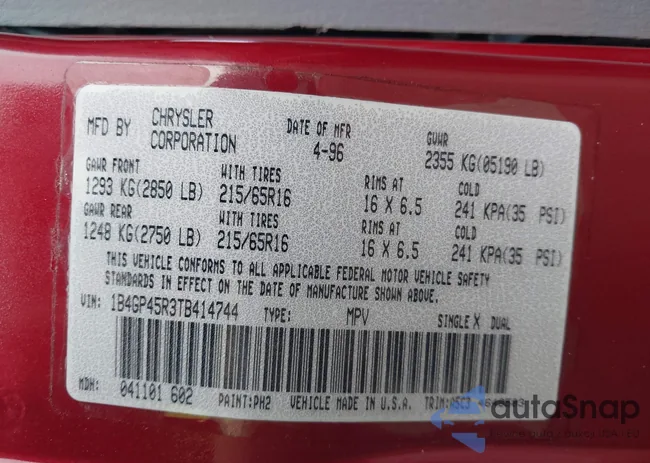 MFD BY CHRYSLER CORPORATION DATE OF MFR 4-96 GVWR 2355 KG(05190 LB)
GAWR FRONT WITH TIRES RIMS AT COLD
1293 KG(2850 LB) 215/65R16 16 X 6.5 241 KPA(35 PSI)
GAWR REAR WITH TIRES RIMS AT COLD
1248 KG(2750 LB) 215/65R16 16 X 6.5 241 KPA(35 PSI)
THIS VEHICLE CONFORMS TO ALL APPLICABLE FEDERAL MOTOR VEHICLE SAFETY
STANDARDS IN EFFECT ON THE DATE OF MANUFACTURE SHOWN ABOVE.
VIN: 1B4GP45R3TB414744 TYPE: MPV SINGLE X DUAL
MDH: 041101 602 PAINT:PH2 VEHICLE MADE IN U.S.A. TRIM:
autoSnap